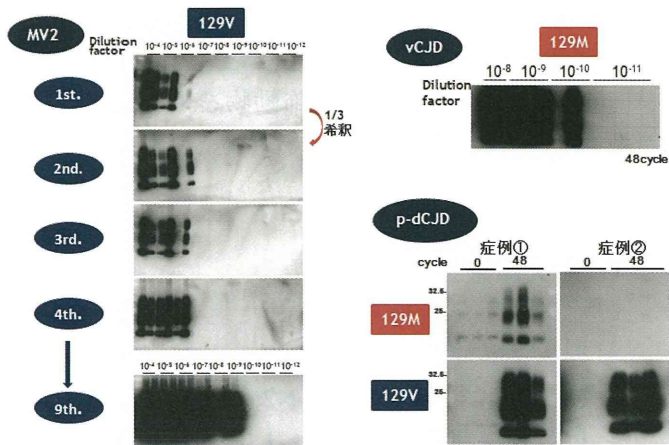 MV2
129V
Dilution
factor
10-4 10-5 10-6 10-7 10-8 10-9 10-10 10-11 10-12
1st.
1/3
希釈
2nd.
3rd.
4th.
10-4 10-5 10-6 10-7 10-8 10-9 10-10 10-11 10-12
9th.
vCJD
129M
10-8 10-9 10-10 10-11
Dilution
factor
48cycle
p-dCJD
症例① 症例②
cycle 0 48 0 48
32.5-
25-
129M
32.5-
25-
129V